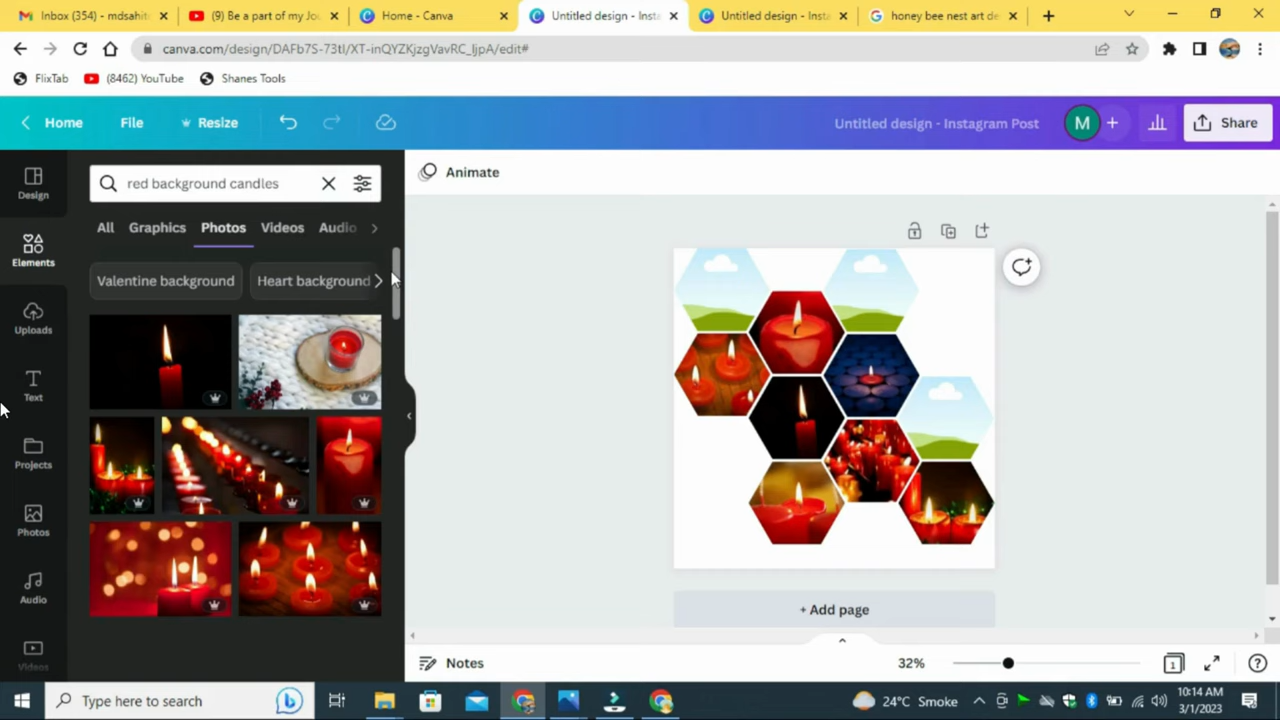 Inbox (354) - mdsahit
(9) Be a part of my Jou
Home - Canva
Untitled design - Insta
Untitled design - Insta
honey bee nest art de
canva.com/design/DAFb7S-73tI/XT-inQYZKjzgVavRC_IjpA/edit#
FlixTab
(8462) YouTube
Shanes Tools
Home
File
Resize
Untitled design - Instagram Post
M
Share
Design
Elements
Uploads
Text
Projects
Photos
Audio
Videos
red background candles
All
Graphics
Photos
Videos
Audio
Valentine background
Heart background
Animate
+ Add page
Notes
32%
1
Type here to search
24°C Smoke
10:14 AM
3/1/2023